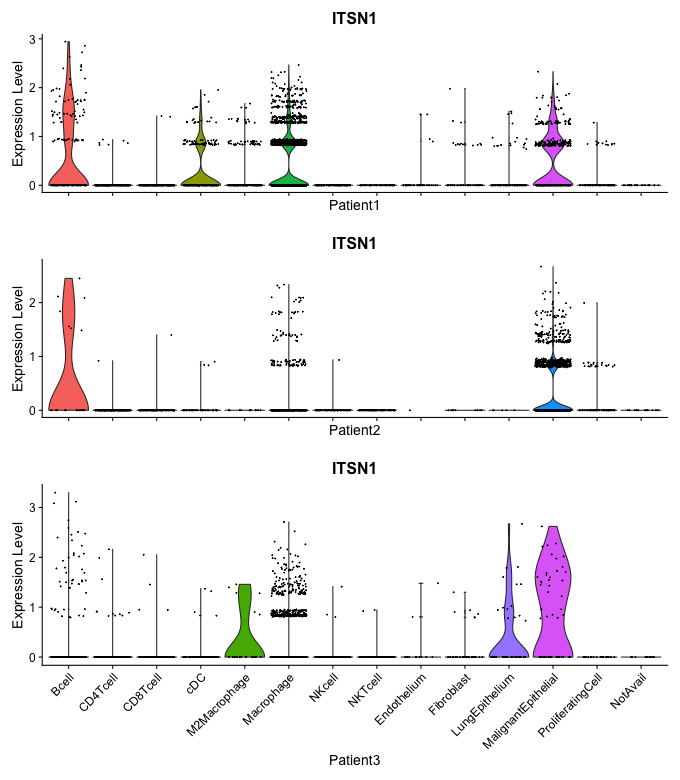 ITSN1
Expression Level
3
2
1
0
Patient1
ITSN1
Expression Level
2
1
0
Patient2
ITSN1
Expression Level
3
2
1
0
Bcell
CD4Tcell
CD8Tcell
cDC
M2Macrophage
Macrophage
NKcell
NKTcell
Endothelium
Fibroblast
LungEpithelium
MalignantEpithelial
ProliferatingCell
NotAvail
Patient3